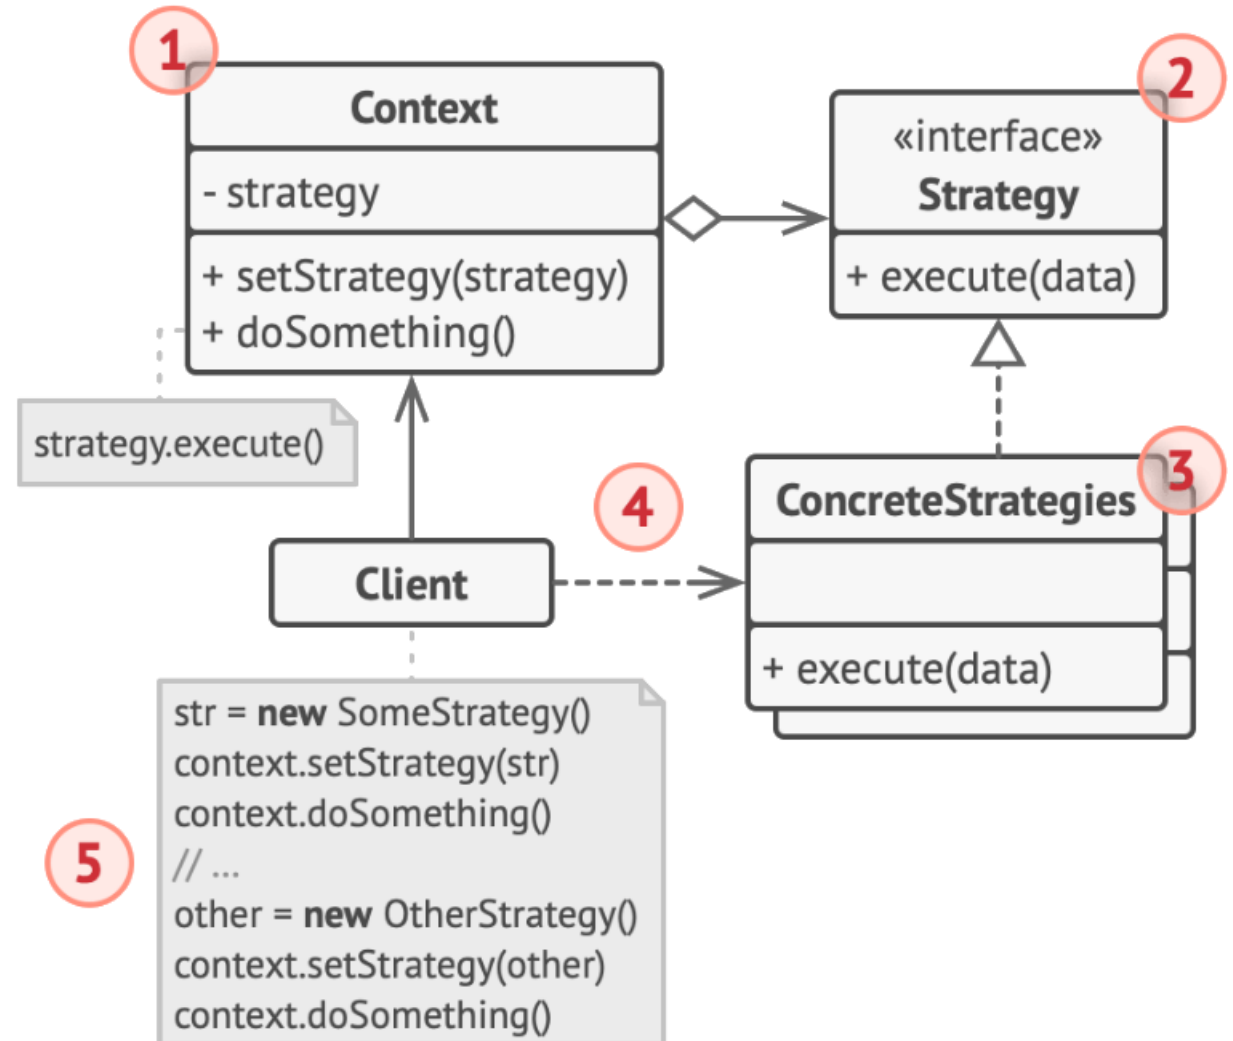 1
Context
- strategy
+ setStrategy(strategy)
+ doSomething()
strategy.execute()
2
«interface»
Strategy
+ execute(data)
3
ConcreteStrategies
+ execute(data)
4
Client
5
str = new SomeStrategy()
context.setStrategy(str)
context.doSomething()
// ...
other = new OtherStrategy()
context.setStrategy(other)
context.doSomething()